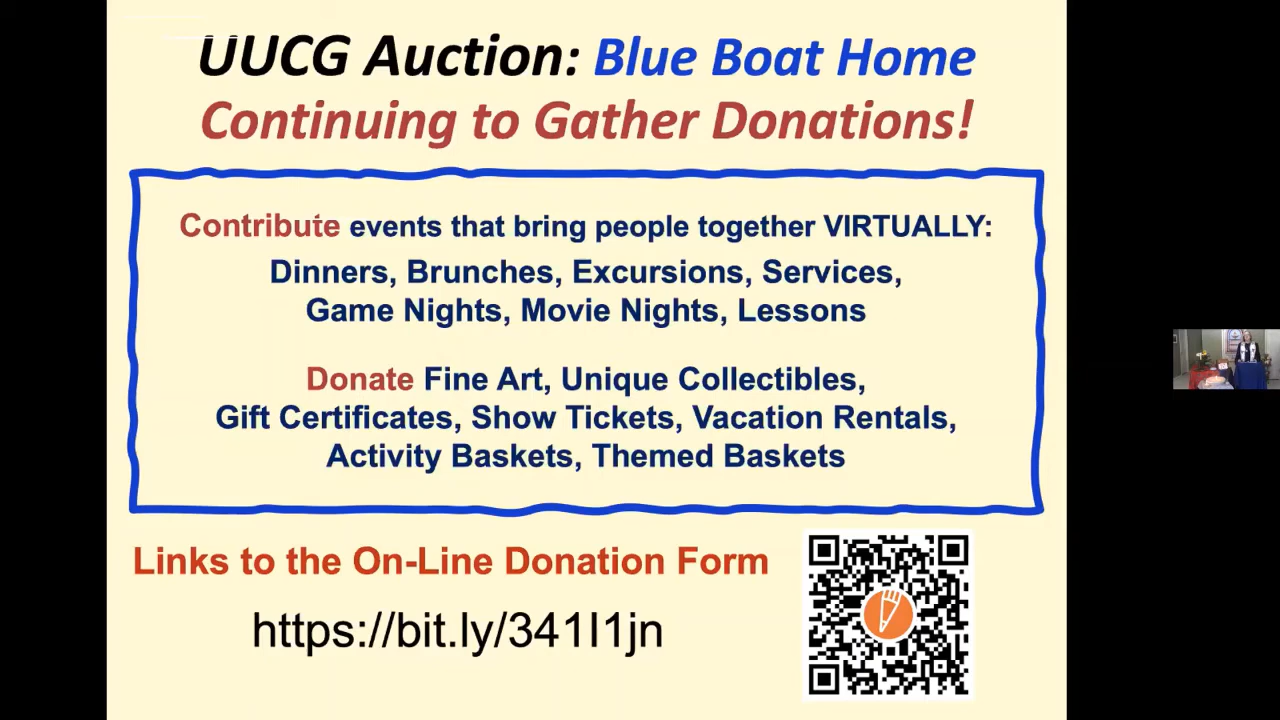 UUCG Auction: Blue Boat Home
Continuing to Gather Donations!
Contribute events that bring people together VIRTUALLY:
Dinners, Brunches, Excursions, Services,
Game Nights, Movie Nights, Lessons
Donate Fine Art, Unique Collectibles,
Gift Certificates, Show Tickets, Vacation Rentals,
Activity Baskets, Themed Baskets
Links to the On-Line Donation Form
https://bit.ly/341I1jn